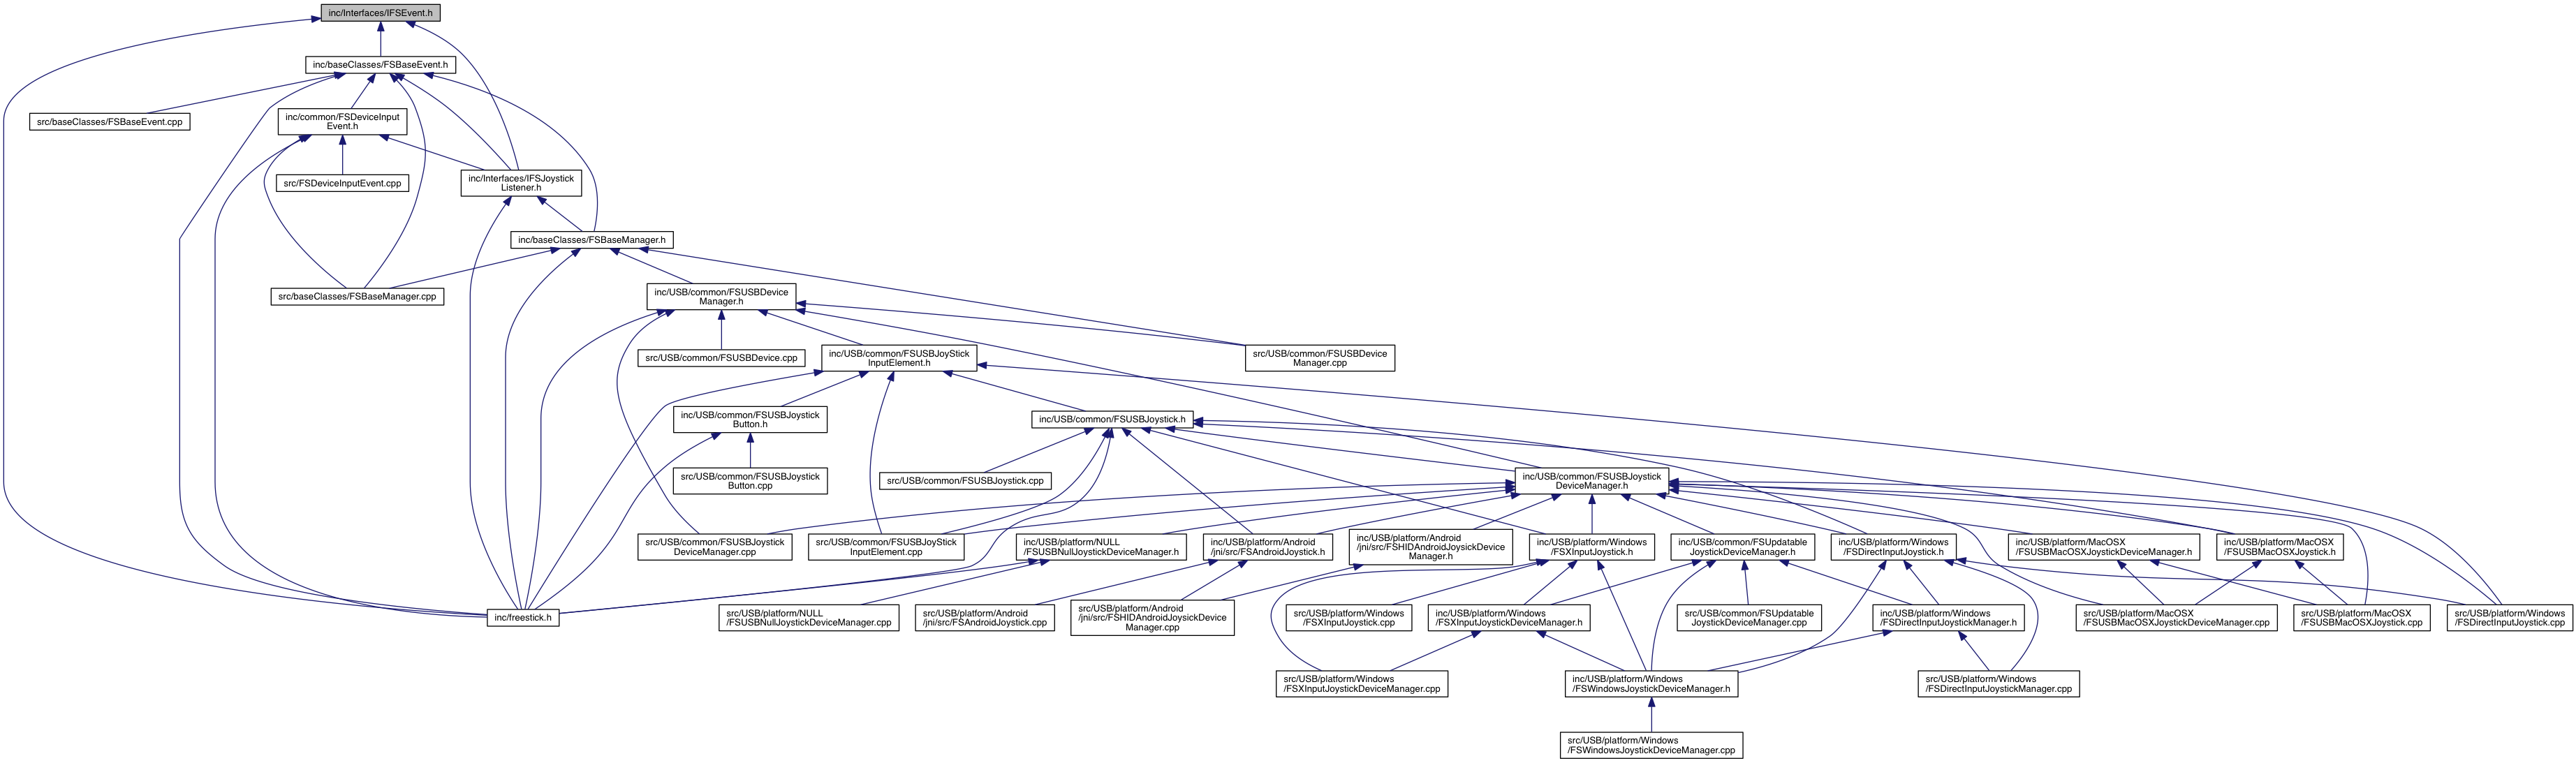 inc/Interfaces/IFSEvent.h
inc/baseClasses/FSBaseEvent.h
src/baseClasses/FSBaseEvent.cpp
inc/common/FSDeviceInput
Event.h
src/FSDeviceInputEvent.cpp
inc/Interfaces/IFSJoystick
Listener.h
inc/baseClasses/FSBaseManager.h
src/baseClasses/FSBaseManager.cpp
inc/USB/common/FSUSBDevice
Manager.h
src/USB/common/FSUSBDevice.cpp
inc/USB/common/FSUSBJoyStick
InputElement.h
src/USB/common/FSUSBDevice
Manager.cpp
inc/USB/common/FSUSBJoystick
Button.h
inc/USB/common/FSUSBJoystick.h
src/USB/common/FSUSBJoystick
Button.cpp
src/USB/common/FSUSBJoystick.cpp
inc/USB/common/FSUSBJoystick
DeviceManager.h
src/USB/common/FSUSBJoystick
DeviceManager.cpp
src/USB/common/FSUSBJoyStick
InputElement.cpp
inc/USB/platform/NULL
/FSUSBNullJoystickDeviceManager.h
inc/USB/platform/Android
/jni/src/FSAndroidJoystick.h
inc/USB/platform/Android
/jni/src/FSHIDAndroidJoysickDevice
Manager.h
inc/USB/platform/Windows
/FSXInputJoystick.h
inc/USB/common/FSUpdatable
JoystickDeviceManager.h
inc/USB/platform/Windows
/FSDirectInputJoystick.h
inc/USB/platform/MacOSX
/FSUSBMacOSXJoystickDeviceManager.h
inc/USB/platform/MacOSX
/FSUSBMacOSXJoystick.h
inc/freestick.h
src/USB/platform/NULL
/FSUSBNullJoystickDeviceManager.cpp
src/USB/platform/Android
/jni/src/FSAndroidJoystick.cpp
src/USB/platform/Android
/jni/src/FSHIDAndroidJoysickDevice
Manager.cpp
src/USB/platform/Windows
/FSXInputJoystick.cpp
inc/USB/platform/Windows
/FSXInputJoystickDeviceManager.h
src/USB/common/FSUpdatable
JoystickDeviceManager.cpp
inc/USB/platform/Windows
/FSDirectInputJoystickManager.h
src/USB/platform/MacOSX
/FSUSBMacOSXJoystickDeviceManager.cpp
src/USB/platform/MacOSX
/FSUSBMacOSXJoystick.cpp
src/USB/platform/Windows
/FSDirectInputJoystick.cpp
src/USB/platform/Windows
/FSXInputJoystickDeviceManager.cpp
inc/USB/platform/Windows
/FSWindowsJoystickDeviceManager.h
src/USB/platform/Windows
/FSDirectInputJoystickManager.cpp
src/USB/platform/Windows
/FSWindowsJoystickDeviceManager.cpp